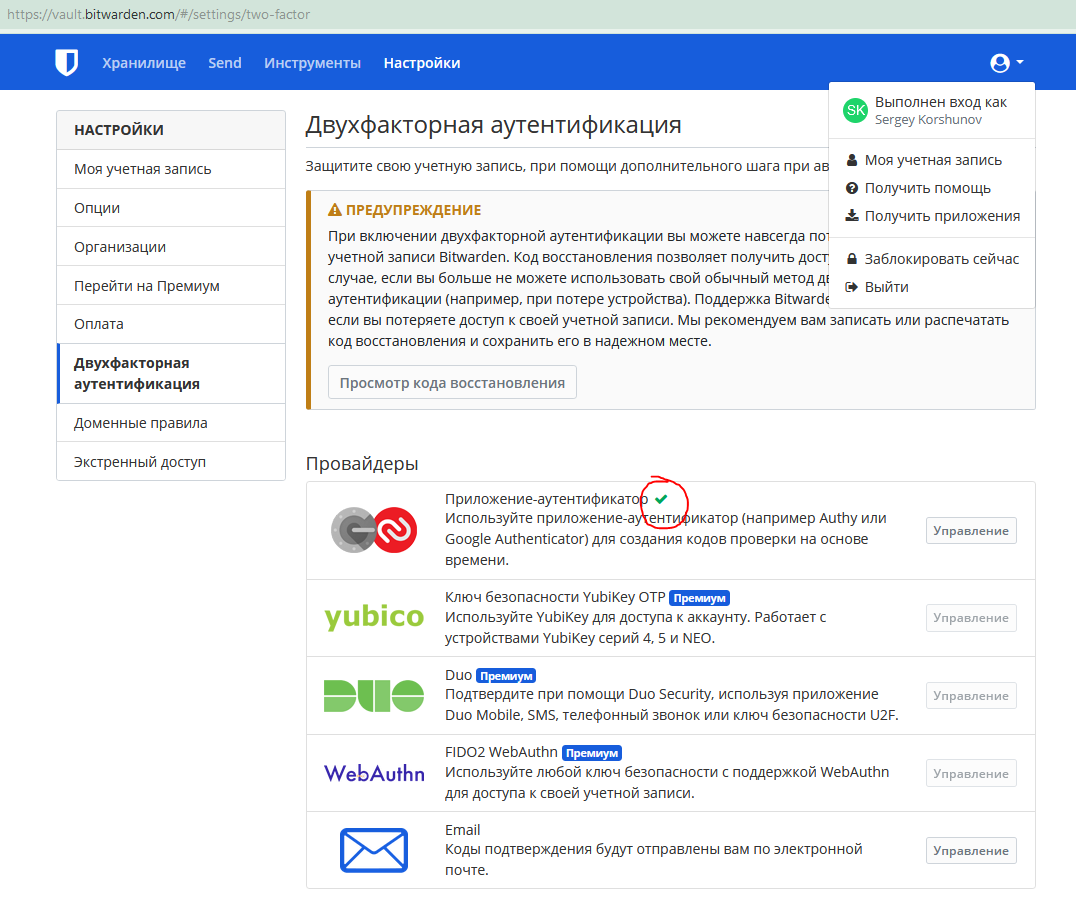 https://vault.bitwarden.com/#/settings/two-factor
Хранилище Send Инструменты Настройки
SK Выполнен вход как
Sergey Korshunov
Моя учетная запись
Получить помощь
Получить приложения
Заблокировать сейчас
Выйти
НАСТРОЙКИ
Моя учетная запись
Опции
Организации
Перейти на Премиум
Оплата
Двухфакторная
аутентификация
Доменные правила
Экстренный доступ
Двухфакторная аутентификация
Защитите свою учетную запись, при помощи дополнительного шага при
ПРЕДУПРЕЖДЕНИЕ
При включении двухфакторной аутентификации вы можете навсегда
учетной записи Bitwarden. Код восстановления позволяет получить
случае, если вы больше не можете использовать свой обычный метод
аутентификации (например, при потере устройства). Поддержка
если вы потеряете доступ к своей учетной записи. Мы рекомендуем вам записать или распечатать
код восстановления и сохранить его в надежном месте.
Просмотр кода восстановления
Провайдеры
Приложение-аутентификатор
Используйте приложение-аутентификатор (например Authy или
Google Authenticator) для создания кодов проверки на основе
времени.
Управление
yubico
Ключ безопасности YubiKey OTP Премиум
Используйте YubiKey для доступа к аккаунту. Работает с
устройствами YubiKey серий 4, 5 и NEO.
Управление
DUO
Duo Премиум
Подтвердите при помощи Duo Security, используя приложение
Duo Mobile, SMS, телефонный звонок или ключ безопасности U2F.
Управление
WebAuthn
FIDO2 WebAuthn Премиум
Используйте любой ключ безопасности с поддержкой WebAuthn
для доступа к своей учетной записи.
Управление
Email
Коды подтверждения будут отправлены вам по электронной
почте.
Управление